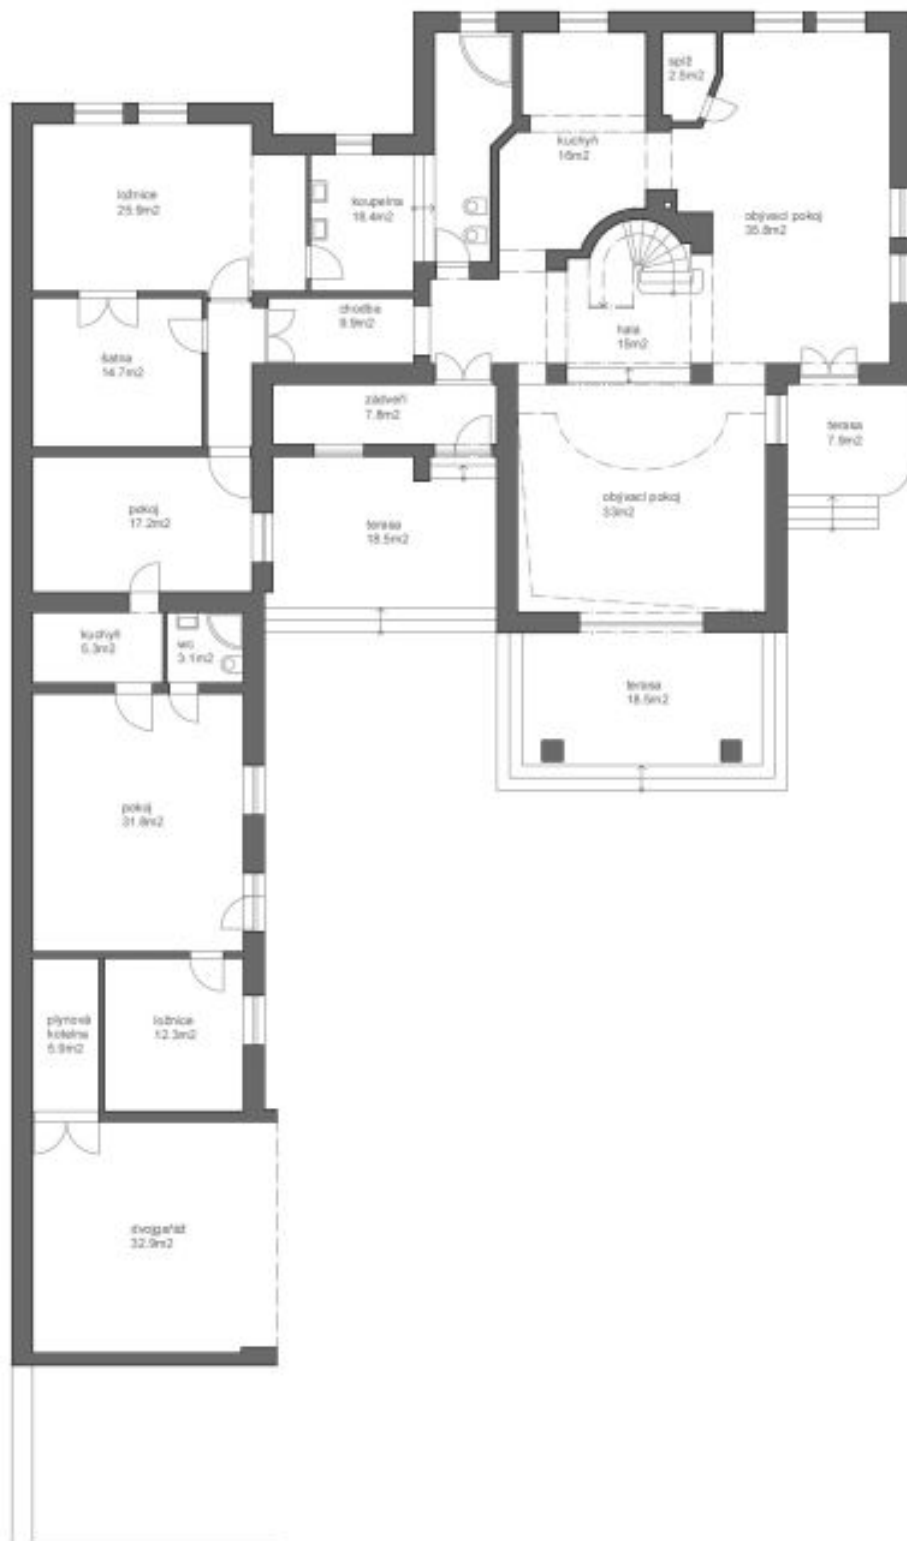 spíž
2.5m2
kuchyň
16m2
ložnice
25.9m2
koupelna
18.4m2
obývací pokoj
35.8m2
chodba
9.9m2
hala
15m2
šatna
14.7m2
zádveří
7.8m2
terasa
7.9m2
pokoj
17.2m2
terasa
18.5m2
obývací pokoj
33m2
kuchyň
5.3m2
wc
3.1m2
terasa
18.5m2
pokoj
31.8m2
plynová
kotelna
5.9m2
ložnice
12.3m2
dvojgaráž
32.9m2